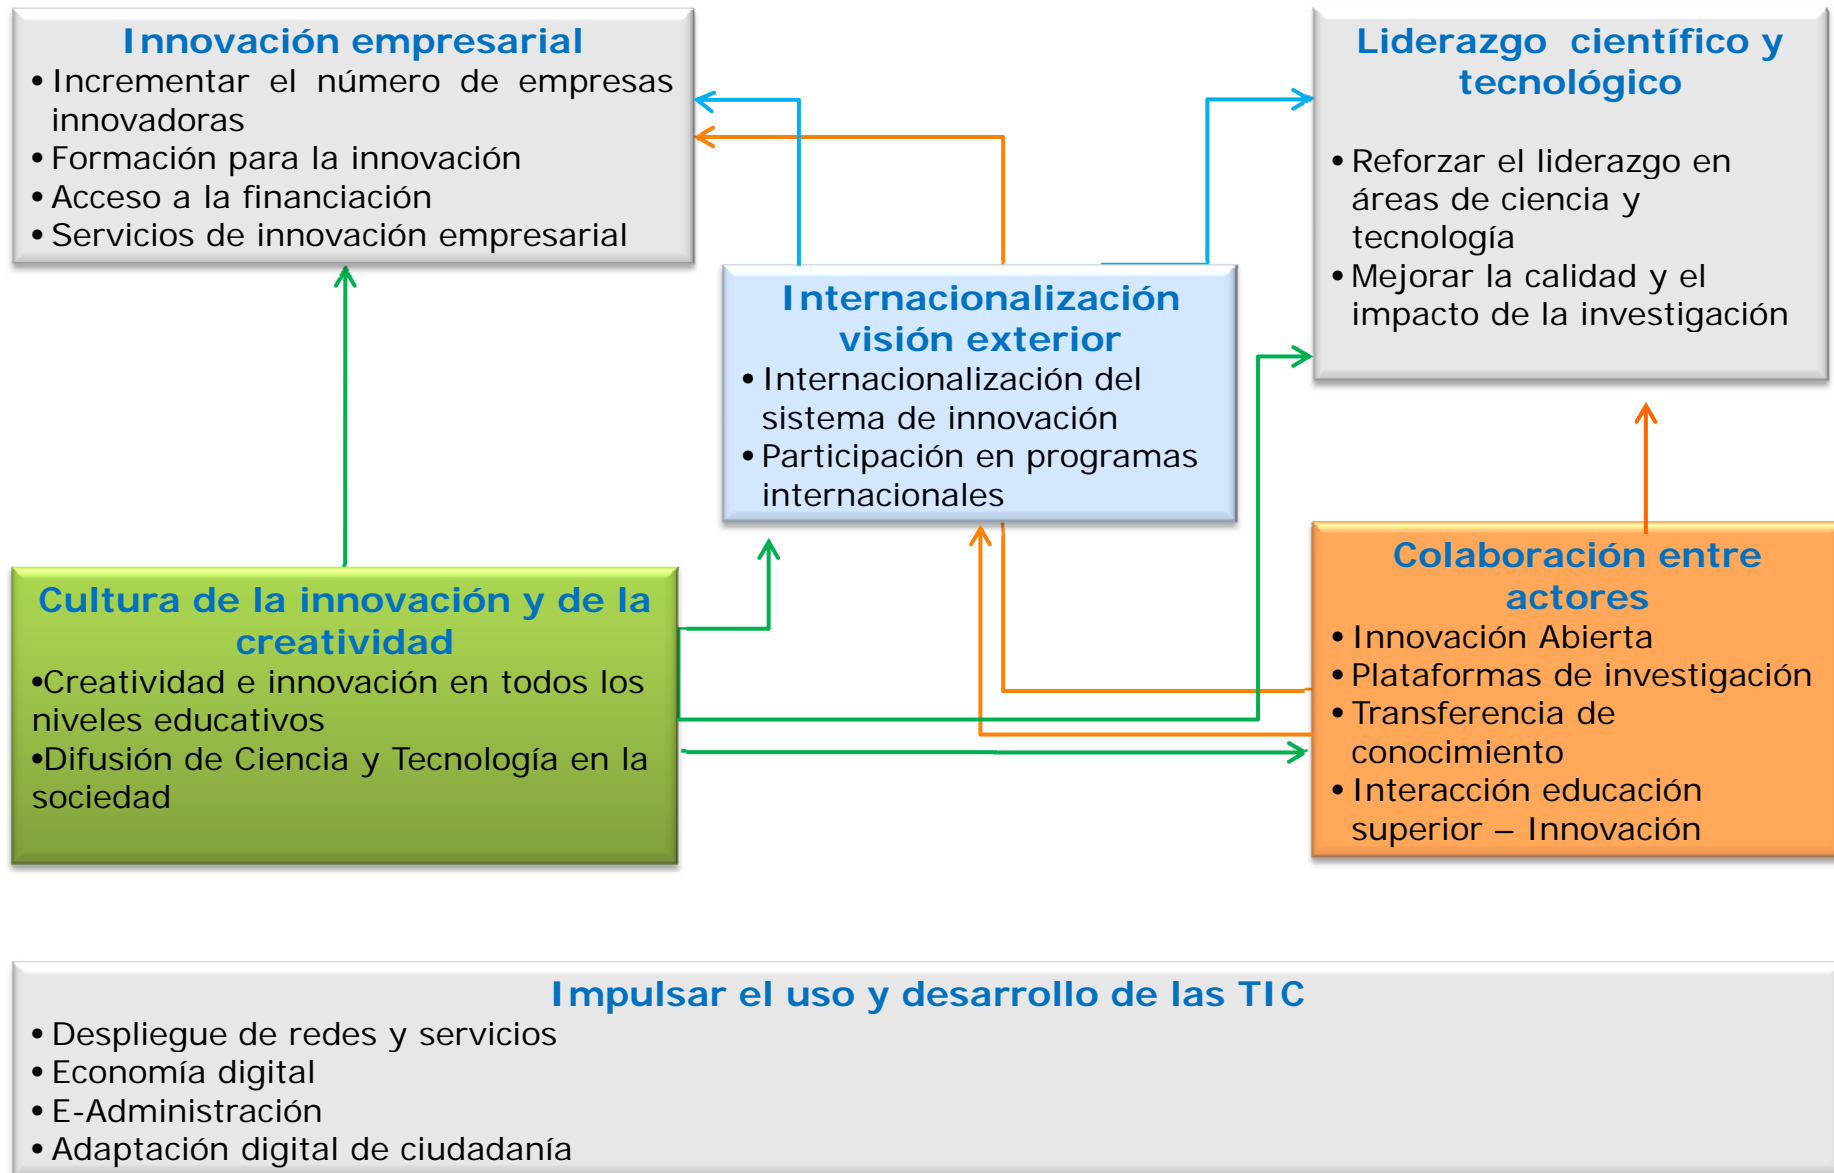 Innovación empresarial
• Incrementar el número de empresas
innovadoras
• Formación para la innovación
• Acceso a la financiación
• Servicios de innovación empresarial
Liderazgo científico y
tecnológico
• Reforzar el liderazgo en
áreas de ciencia y
tecnología
• Mejorar la calidad y el
impacto de la investigación
Internacionalización
visión exterior
• Internacionalización del
sistema de innovación
• Participación en programas
internacionales
Cultura de la innovación y de la
creatividad
•Creatividad e innovación en todos los
niveles educativos
•Difusión de Ciencia y Tecnología en la
sociedad
Colaboración entre
actores
• Innovación Abierta
• Plataformas de investigación
• Transferencia de
conocimiento
• Interacción educación
superior – Innovación
Impulsar el uso y desarrollo de las TIC
• Despliegue de redes y servicios
• Economía digital
• E-Administración
• Adaptación digital de ciudadanía